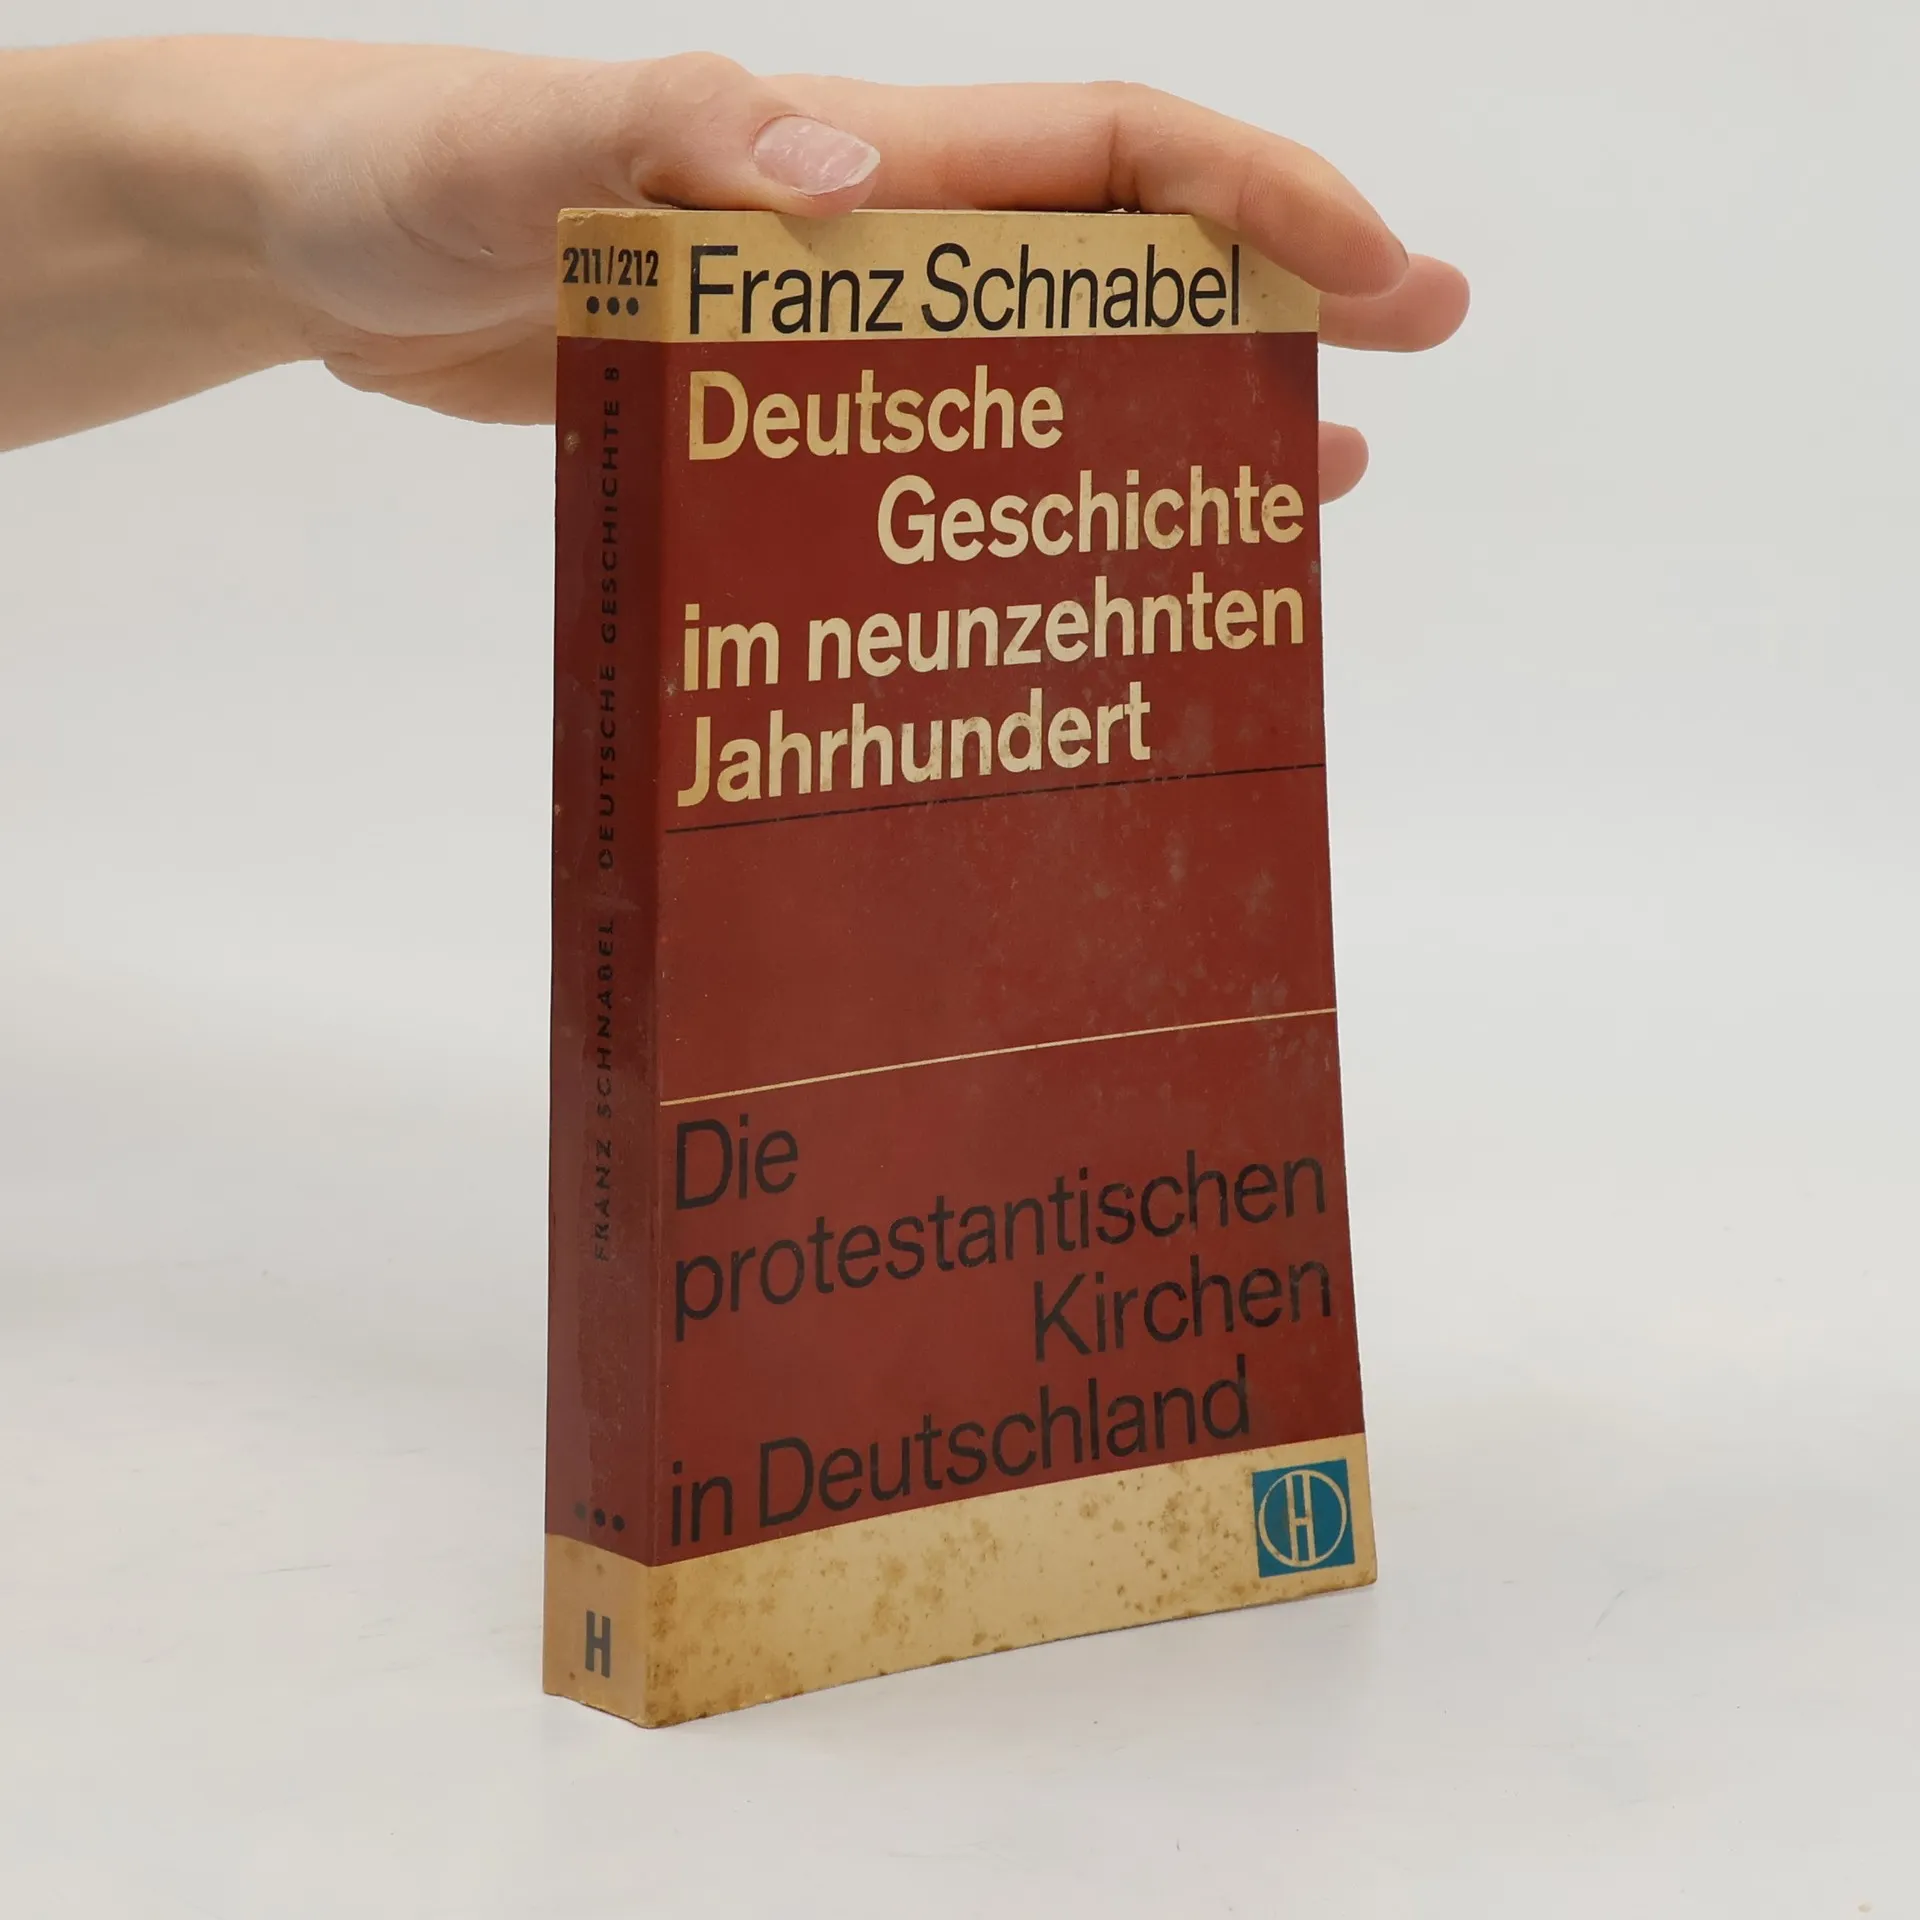 211/212
Franz Schnabel
Deutsche
Geschichte
im neunzehnten
Jahrhundert
Die
protestantischen
Kirchen
in Deutschland
H
FRANZ SCHNABEL · DEUTSCHE GESCHICHTE 8
H